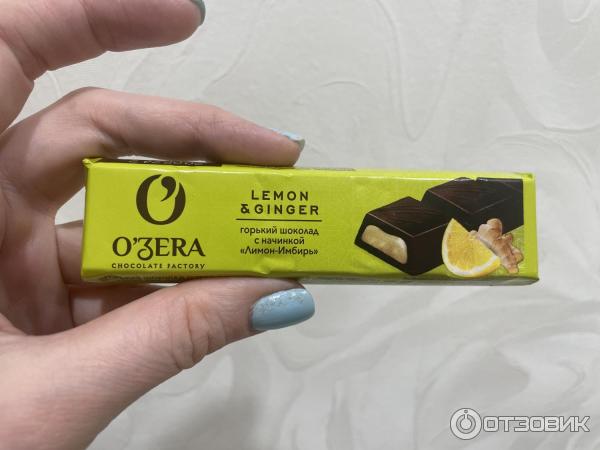 O'ZERA
CHOCOLATE FACTORY
LEMON
& GINGER
горький шоколад
с начинкой
«Лимон-Имбирь»
ОТЗОВИК